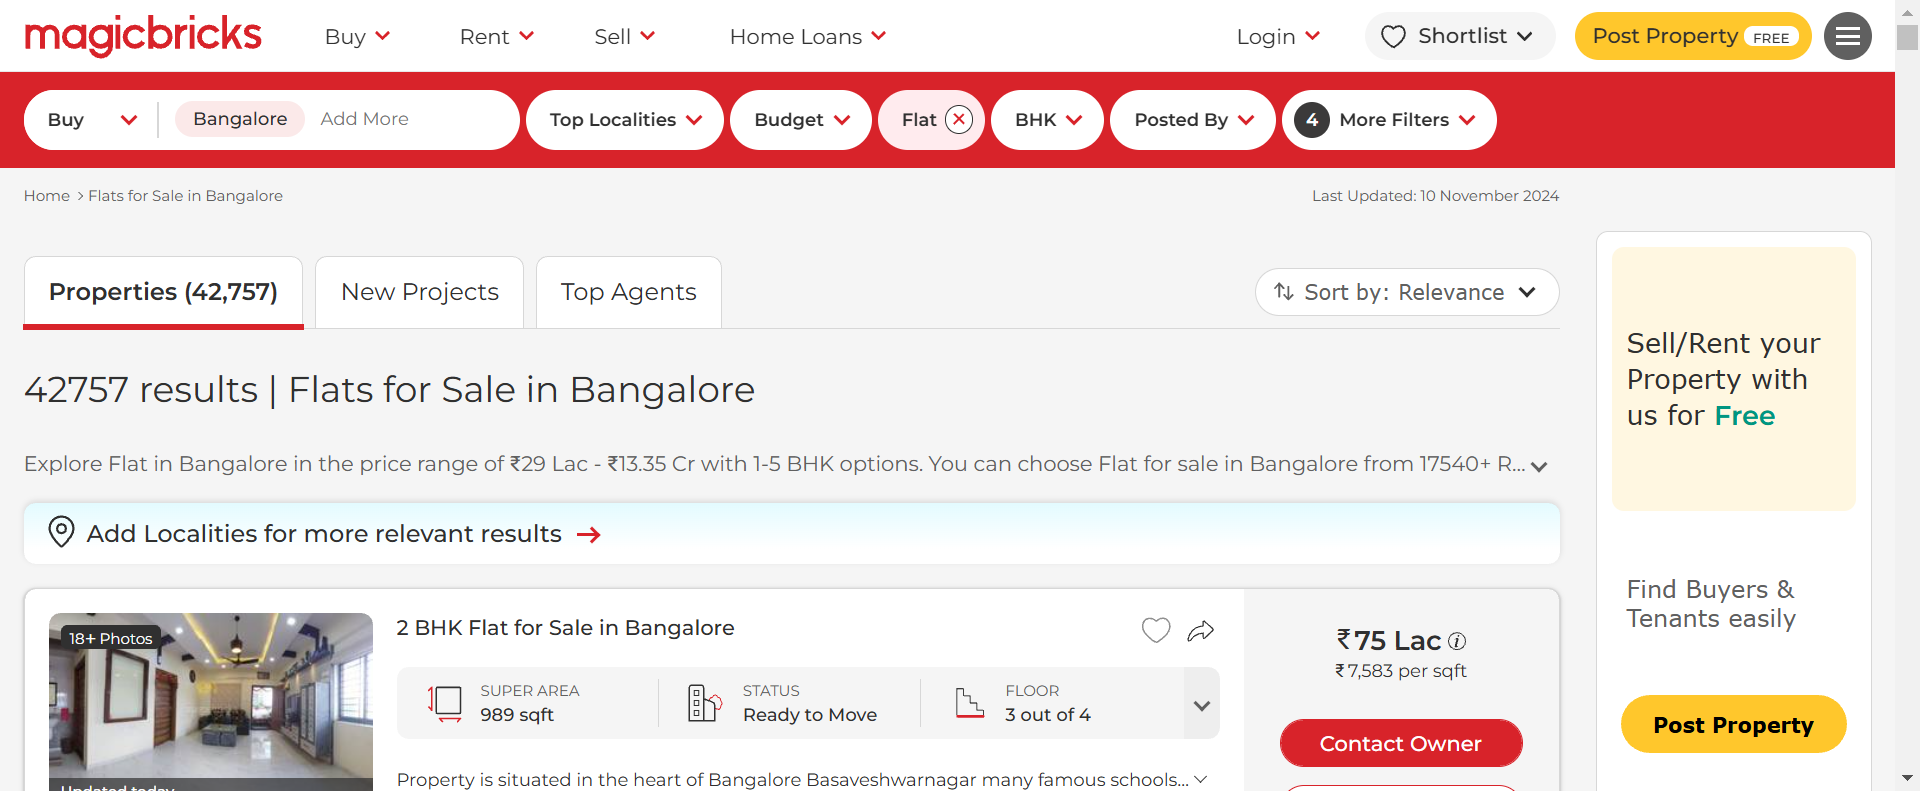 magicbricks
Buy
Rent
Sell
Home Loans
Login
Shortlist
Post Property FREE
Buy
Bangalore
Add More
Top Localities
Budget
Flat
BHK
Posted By
4 More Filters
Home > Flats for Sale in Bangalore
Last Updated: 10 November 2024
Properties (42,757)
New Projects
Top Agents
Sort by: Relevance
42757 results | Flats for Sale in Bangalore
Explore Flat in Bangalore in the price range of ₹29 Lac - ₹13.35 Cr with 1-5 BHK options. You can choose Flat for sale in Bangalore from 17540+ R...
Add Localities for more relevant results
18+ Photos
Updated today
2 BHK Flat for Sale in Bangalore
SUPER AREA
989 sqft
STATUS
Ready to Move
FLOOR
3 out of 4
Property is situated in the heart of Bangalore Basaveshwarnagar many famous schools...
₹75 Lac
₹7,583 per sqft
Contact Owner
Sell/Rent your
Property with
us for Free
Find Buyers &
Tenants easily
Post Property